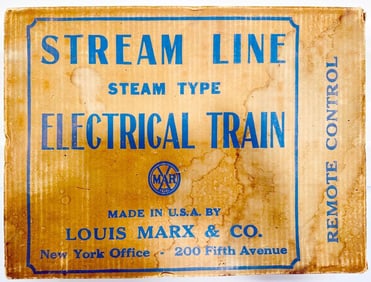 STREAM LINE
STEAM TYPE
ELECTRICAL TRAIN
MAR
MADE IN U.S.A. BY
LOUIS MARX & CO.
New York Office - 200 Fifth Avenue
REMOTE CONTROL